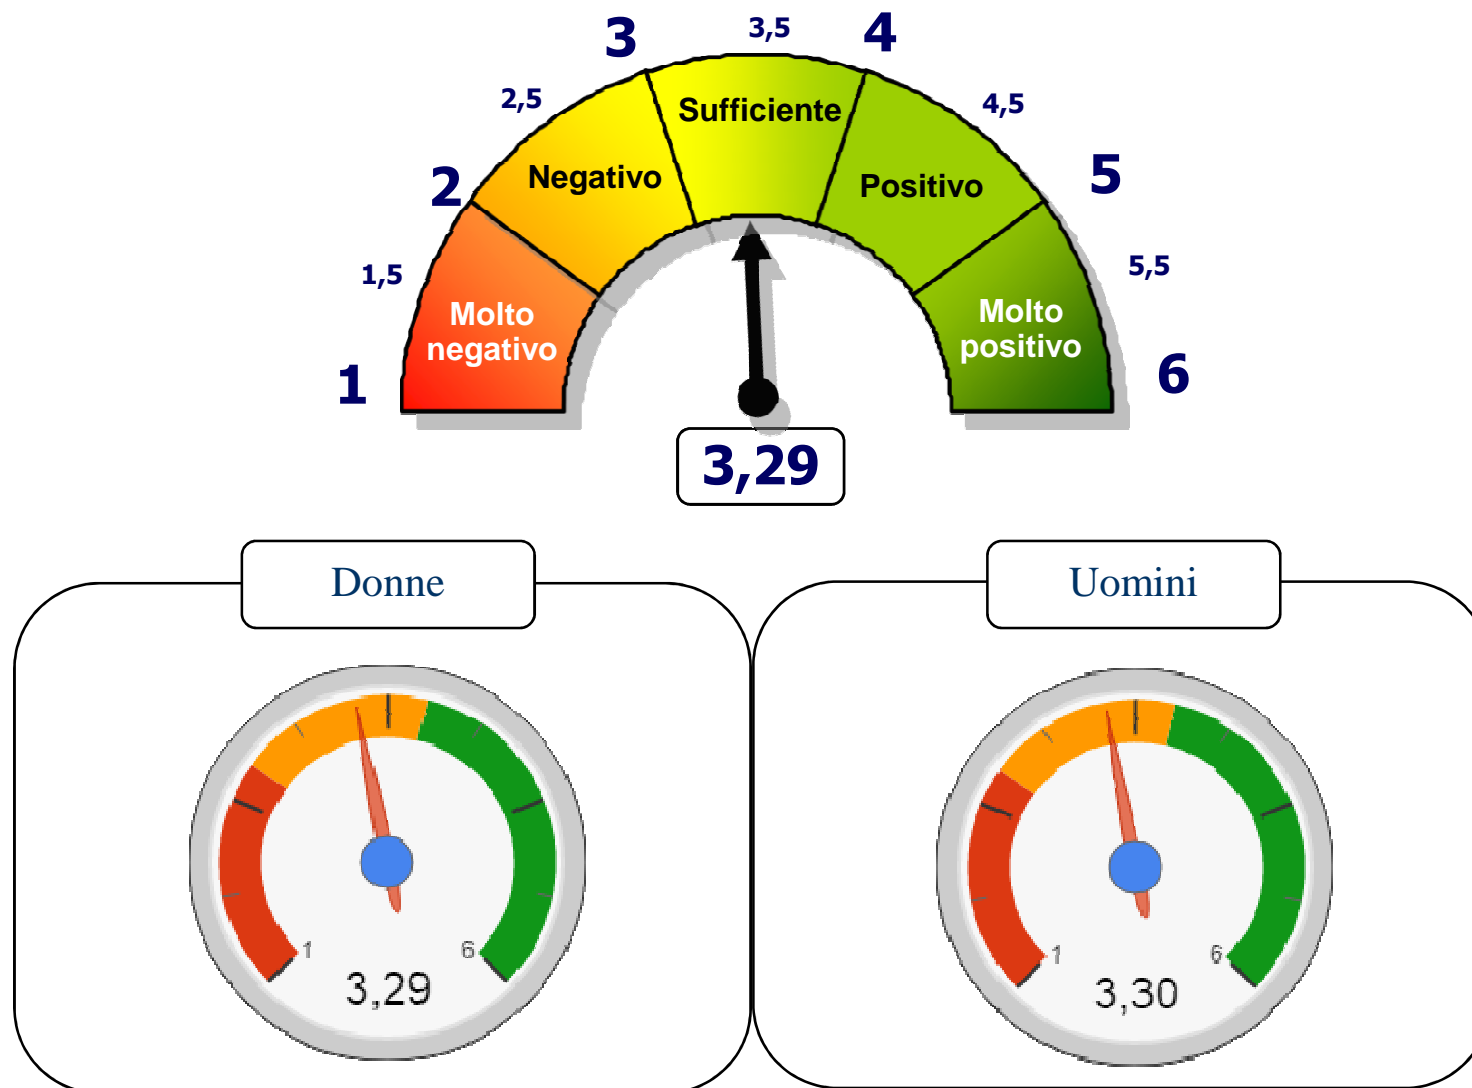 3
3,5
4
2,5
4,5
Sufficiente
2
Negativo
Positivo
5
1,5
5,5
Molto
negativo
Molto
positivo
1
6
3,29
Donne
Uomini
1
6
3,29
1
6
3,30